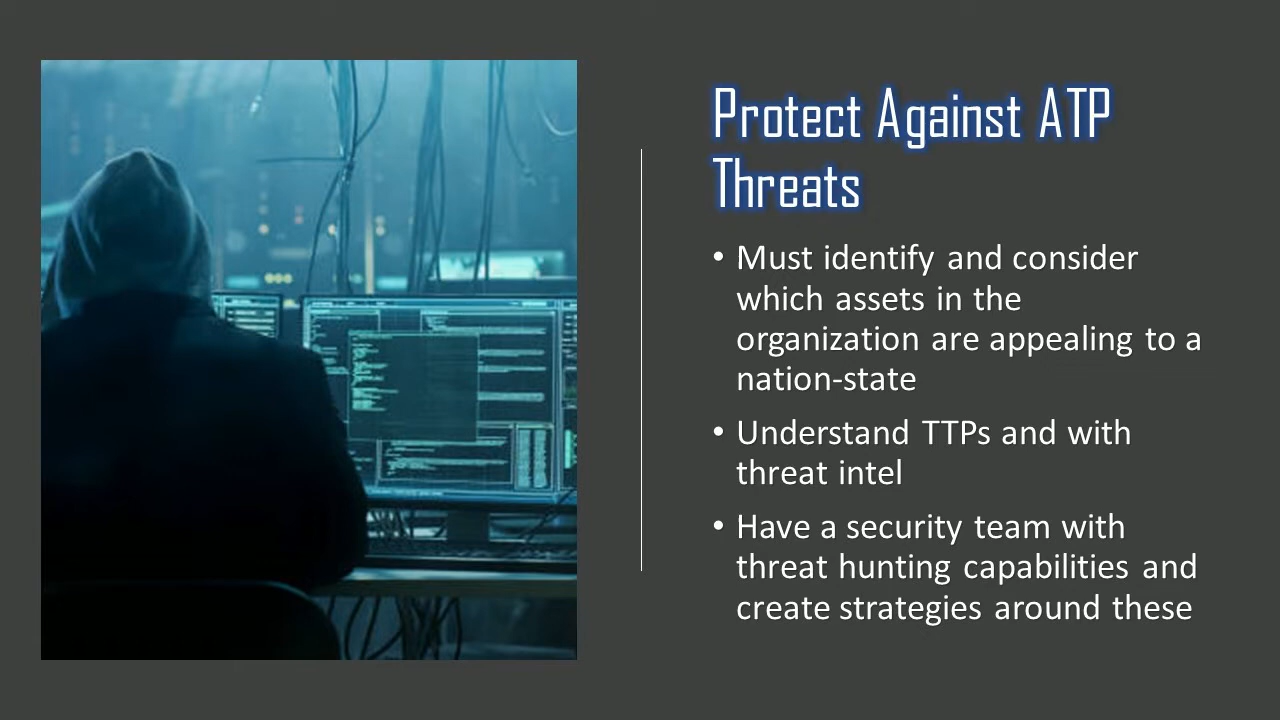 Protect Against ATP
Threats
• Must identify and consider
which assets in the
organization are appealing to a
nation-state
• Understand TTPs and with
threat intel
• Have a security team with
threat hunting capabilities and
create strategies around these